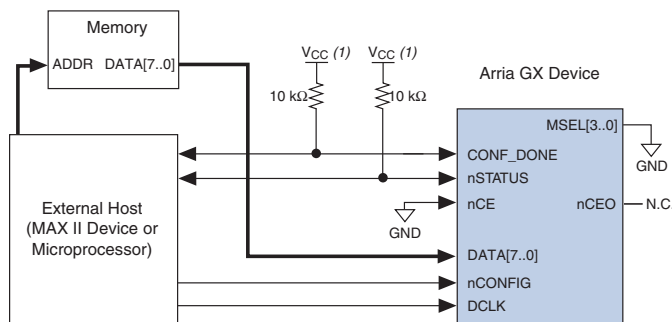 Memory
ADDR DATA[7..0]
VCC (1) VCC (1)
10 kΩ 10 kΩ
Arria GX Device
MSEL[3..0]
GND
CONF_DONE
nSTATUS
nCE nCEO N.C.
GND
External Host
(MAX II Device or
Microprocessor)
DATA[7..0]
nCONFIG
DCLK